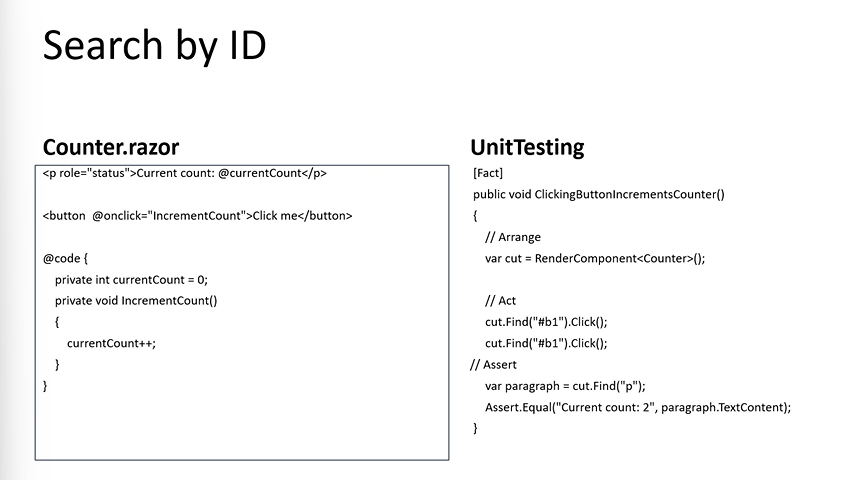 Search by ID
Counter.razor
<p role="status">Current count: @currentCount</p>
<button  @onclick="IncrementCount">Click me</button>
@code {
private int currentCount = 0;
private void IncrementCount()
{
currentCount++;
}
}
UnitTesting
[Fact]
public void ClickingButtonIncrementsCounter()
{
// Arrange
var cut = RenderComponent<Counter>();
// Act
cut.Find("#b1").Click();
cut.Find("#b1").Click();
// Assert
var paragraph = cut.Find("p");
Assert.Equal("Current count: 2", paragraph.TextContent);
}